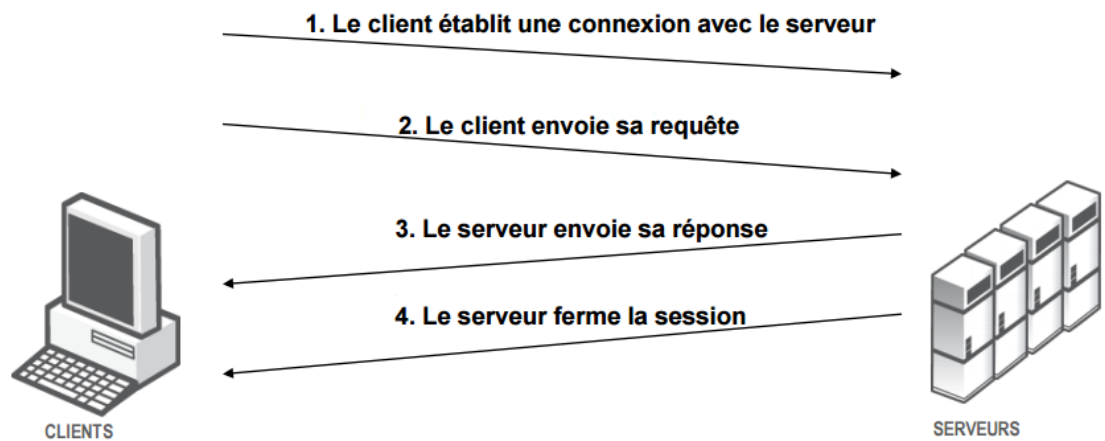 1. Le client établit une connexion avec le serveur
2. Le client envoie sa requête
3. Le serveur envoie sa réponse
4. Le serveur ferme la session
CLIENTS
SERVEURS